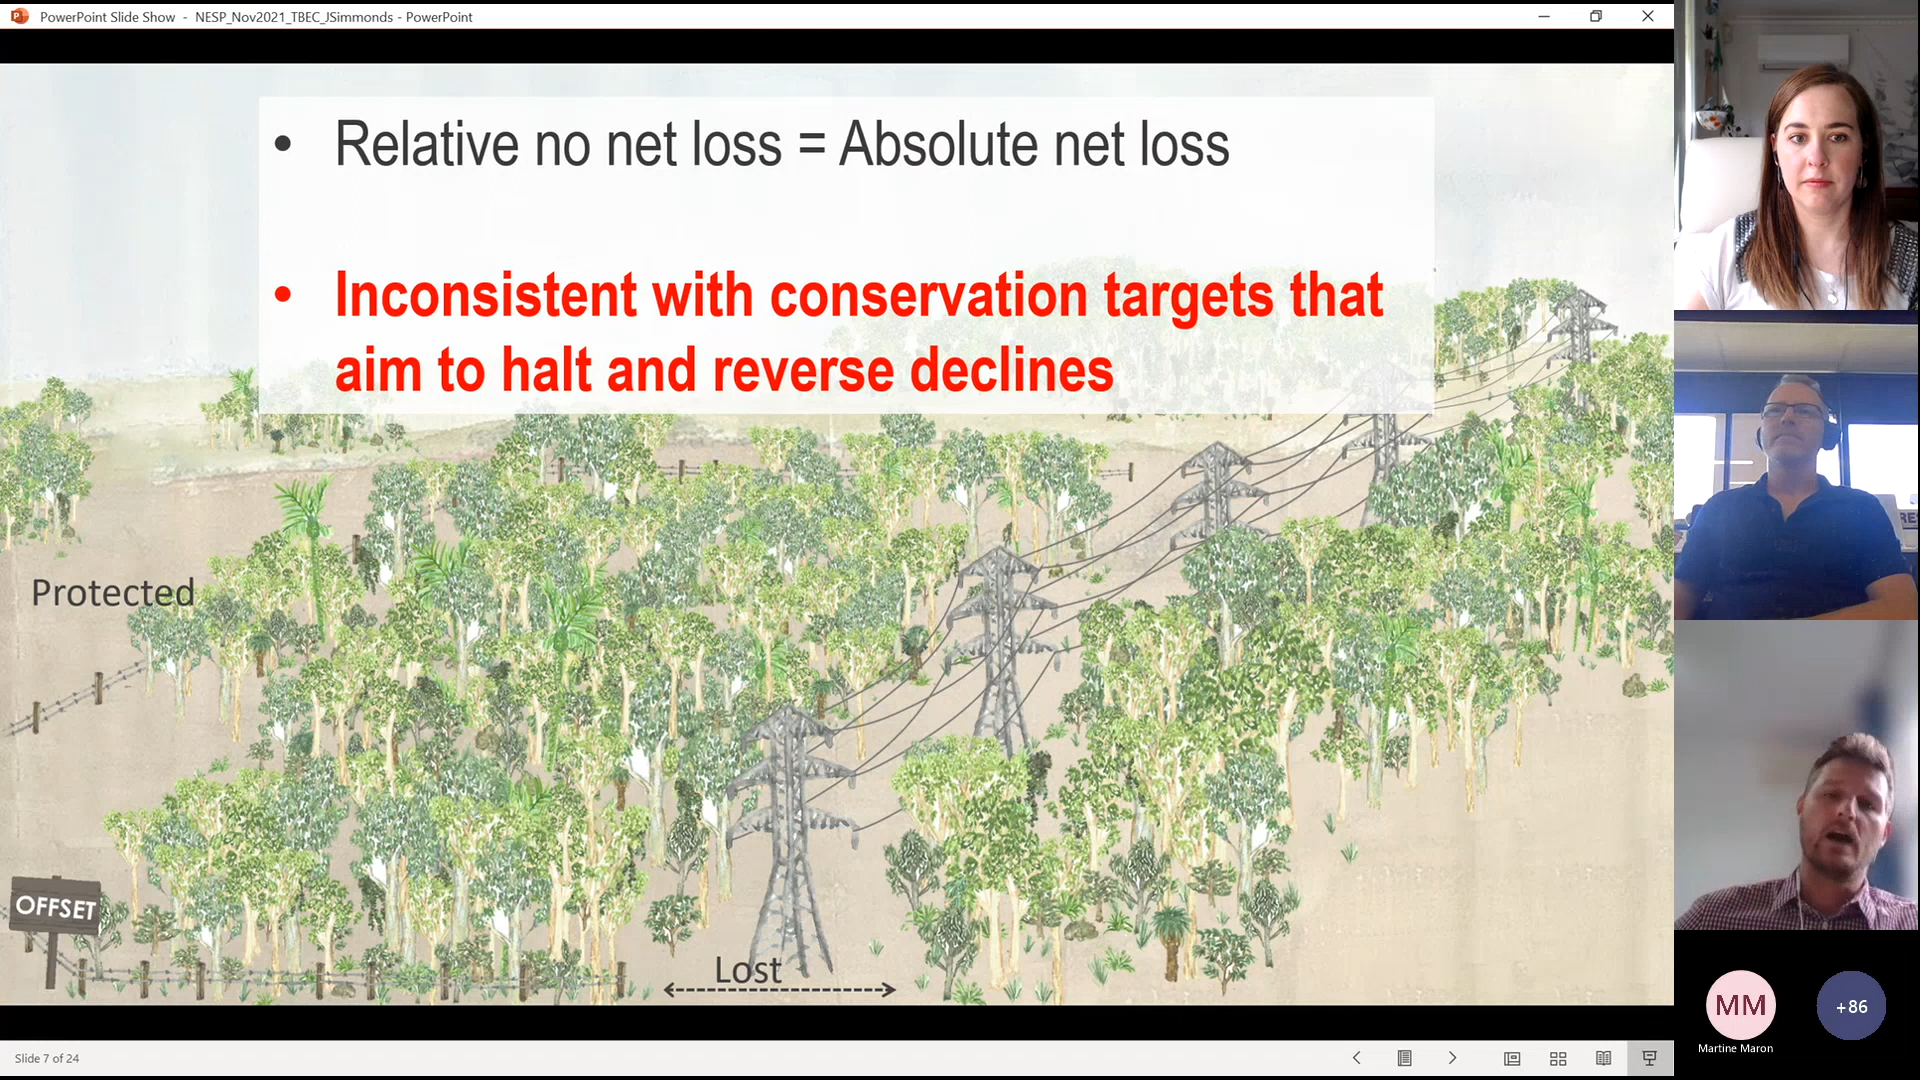 PowerPoint Slide Show - NESP_Nov2021_TBEC_JSimmonds - PowerPoint
• Relative no net loss = Absolute net loss
• Inconsistent with conservation targets that
aim to halt and reverse declines
Protected
OFFSET
Lost
Slide 7 of 24
MM
+86
Martine Maron